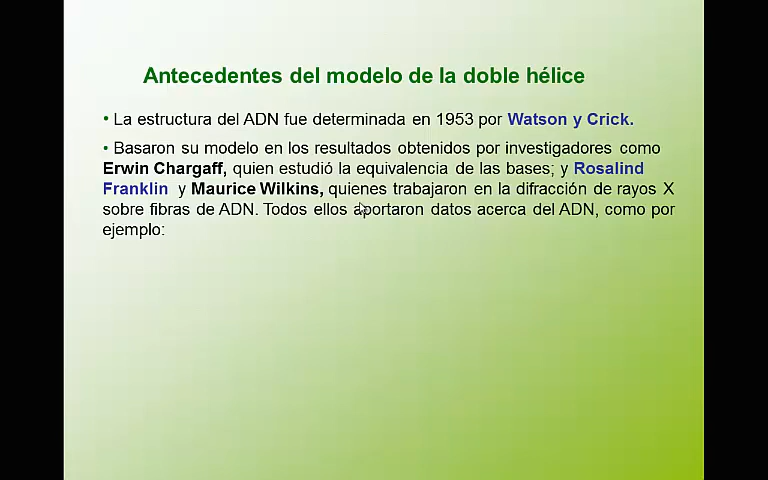 Antecedentes del modelo de la doble hélice
• La estructura del ADN fue determinada en 1953 por Watson y Crick.
• Basaron su modelo en los resultados obtenidos por investigadores como
Erwin Chargaff, quien estudió la equivalencia de las bases; y Rosalind
Franklin y Maurice Wilkins, quienes trabajaron en la difracción de rayos X
sobre fibras de ADN. Todos ellos aportaron datos acerca del ADN, como por
ejemplo: